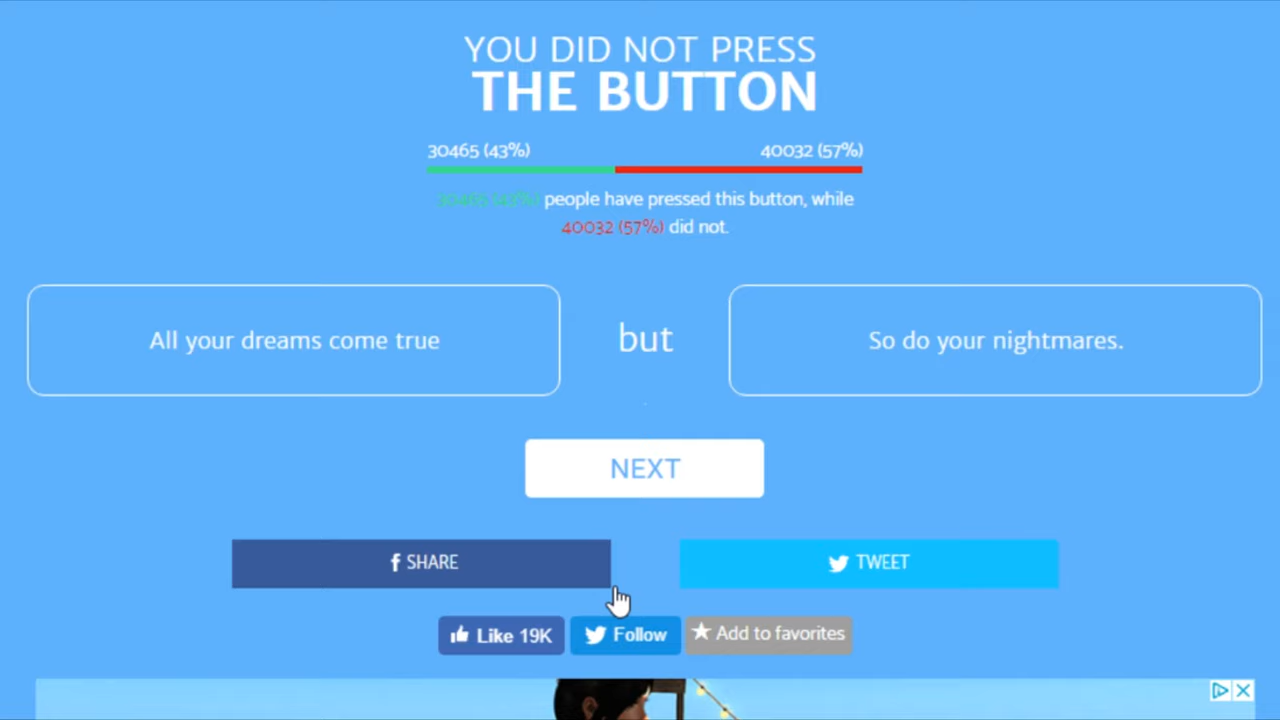 YOU DID NOT PRESS
THE BUTTON
30465 (43%) 40032 (57%)
people have pressed this button, while
40032 (57%) did not.
All your dreams come true but So do your nightmares.
NEXT
f SHARE TWEET
Like 19K Follow Add to favorites